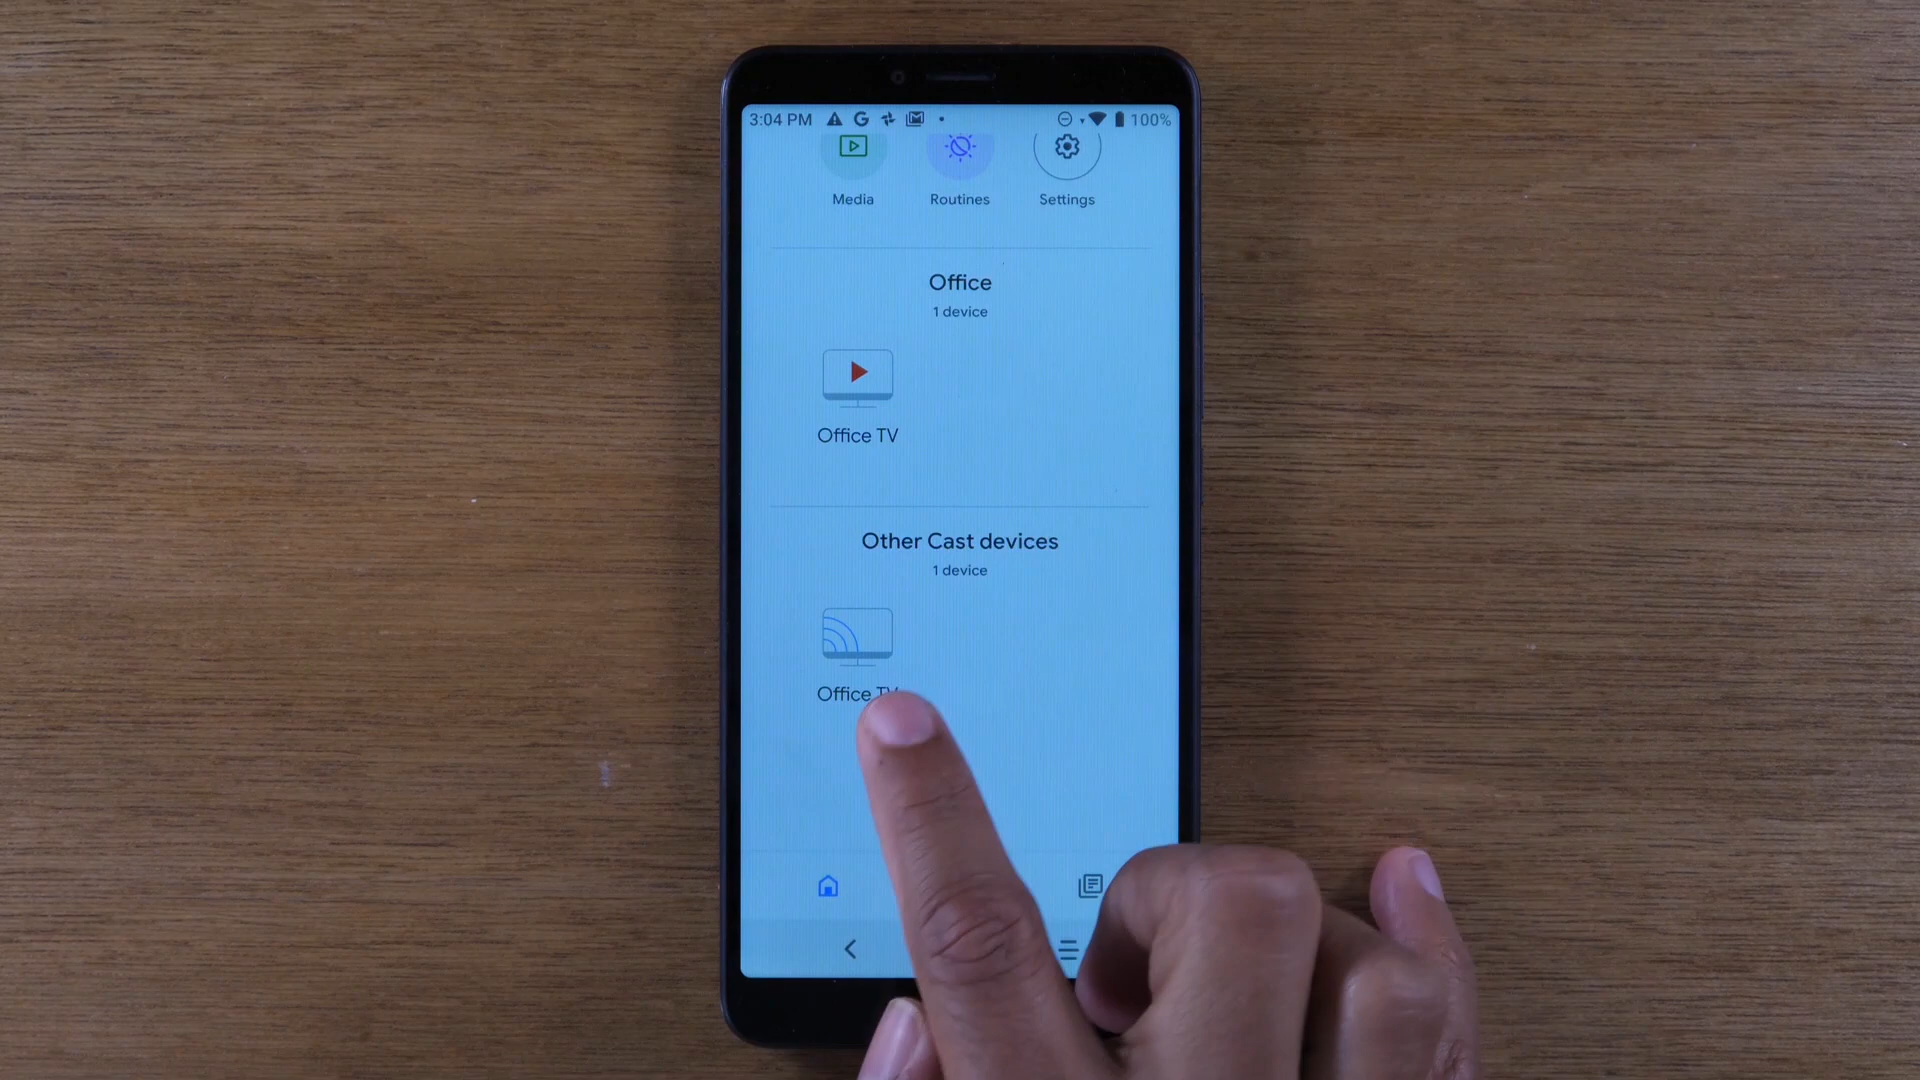 3:04 PM 100%
Media Routines Settings
Office
1 device
Office TV
Other Cast devices
1 device
Office TV